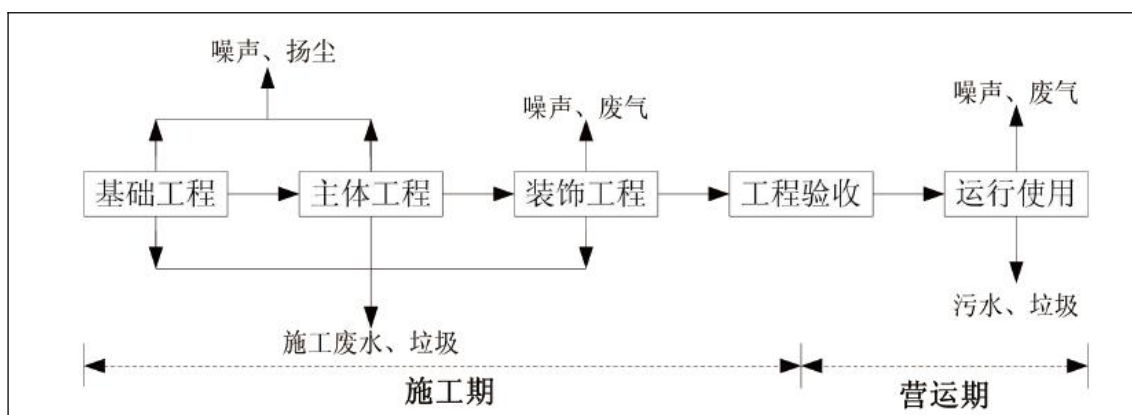 噪声、扬尘
噪声、废气
噪声、废气
基础工程
主体工程
装饰工程
工程验收
运行使用
污水、垃圾
施工废水、垃圾
施工期
营运期